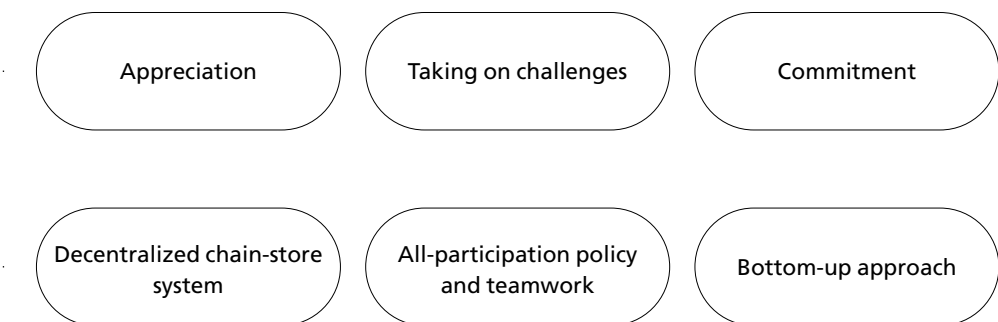 Appreciation
Taking on challenges
Commitment
Decentralized chain-store
system
All-participation policy
and teamwork
Bottom-up approach